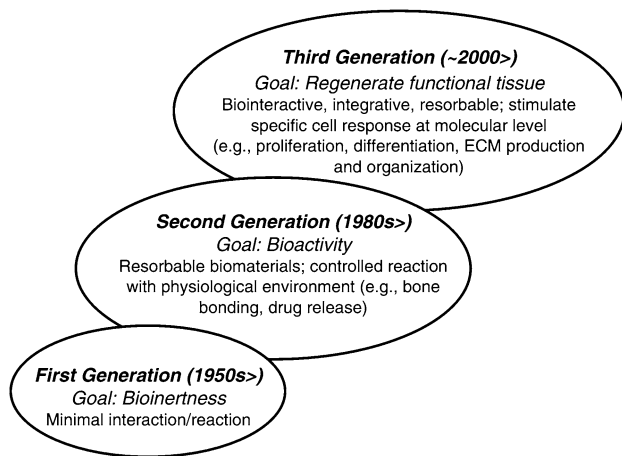 Third Generation (~2000>)
Goal: Regenerate functional tissue
Biointeractive, integrative, resorbable; stimulate
specific cell response at molecular level
(e.g., proliferation, differentiation, ECM production
and organization)
Second Generation (1980s>)
Goal: Bioactivity
Resorbable biomaterials; controlled reaction
with physiological environment (e.g., bone
bonding, drug release)
First Generation (1950s>)
Goal: Bioinertness
Minimal interaction/reaction